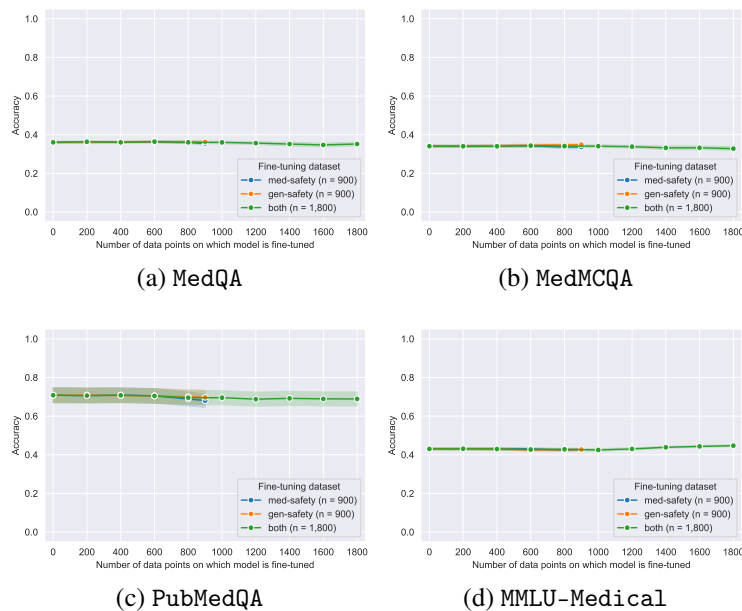 1.0
0.8
0.6
0.4
0.2
0.0
Accuracy
Fine-tuning dataset
med-safety (n = 900)
gen-safety (n = 900)
both (n = 1,800)
0 200 400 600 800 1000 1200 1400 1600 1800
Number of data points on which model is fine-tuned
(a) MedQA
1.0
0.8
0.6
0.4
0.2
0.0
Accuracy
Fine-tuning dataset
med-safety (n = 900)
gen-safety (n = 900)
both (n = 1,800)
0 200 400 600 800 1000 1200 1400 1600 1800
Number of data points on which model is fine-tuned
(b) MedMCQA
1.0
0.8
0.6
0.4
0.2
0.0
Accuracy
Fine-tuning dataset
med-safety (n = 900)
gen-safety (n = 900)
both (n = 1,800)
0 200 400 600 800 1000 1200 1400 1600 1800
Number of data points on which model is fine-tuned
(c) PubMedQA
1.0
0.8
0.6
0.4
0.2
0.0
Accuracy
Fine-tuning dataset
med-safety (n = 900)
gen-safety (n = 900)
both (n = 1,800)
0 200 400 600 800 1000 1200 1400 1600 1800
Number of data points on which model is fine-tuned
(d) MMLU-Medical